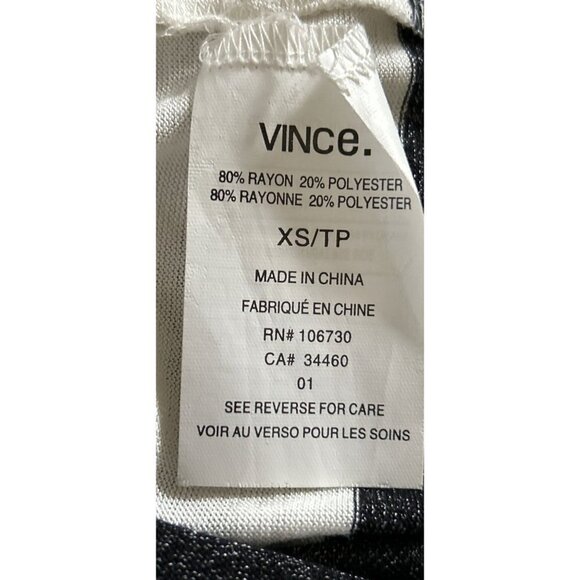 VINCe.
80% RAYON 20% POLYESTER
80% RAYONNE 20% POLYESTER
XS/TP
MADE IN CHINA
FABRIQUÉ EN CHINE
RN# 106730
CA# 34460
01
SEE REVERSE FOR CARE
VOIR AU VERSO POUR LES SOINS